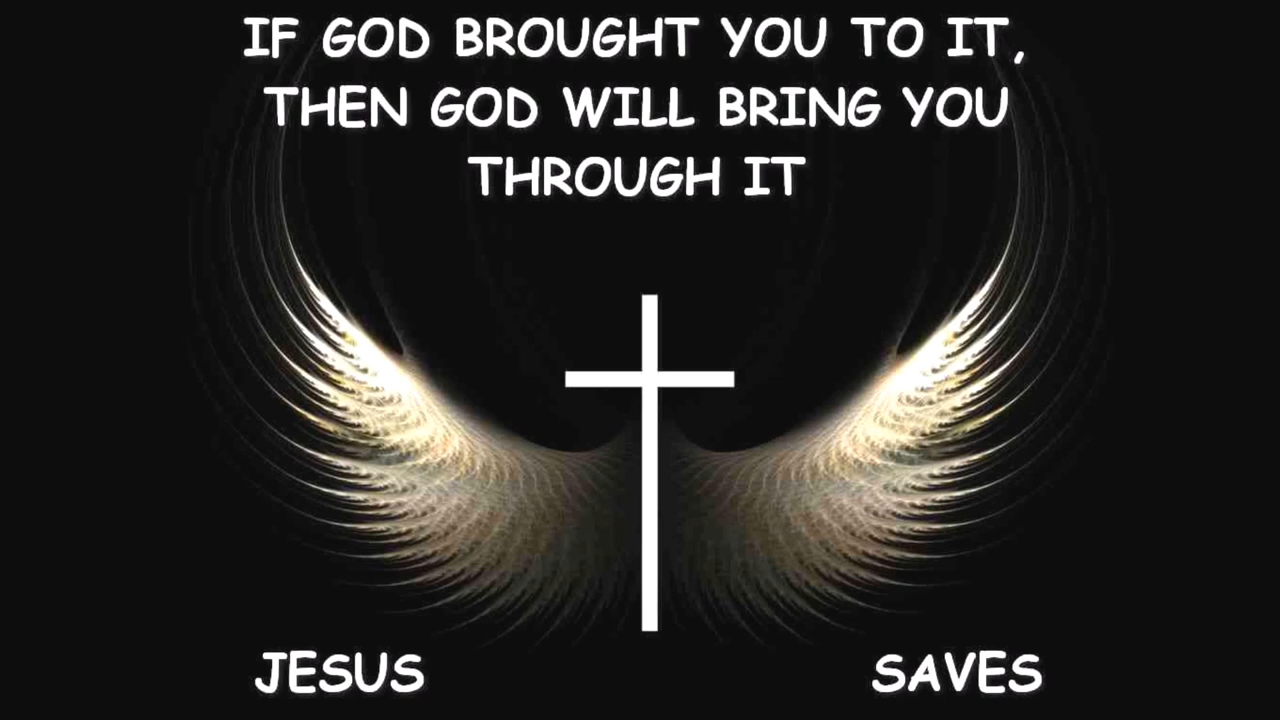 IF GOD BROUGHT YOU TO IT,
THEN GOD WILL BRING YOU
THROUGH IT
JESUS SAVES